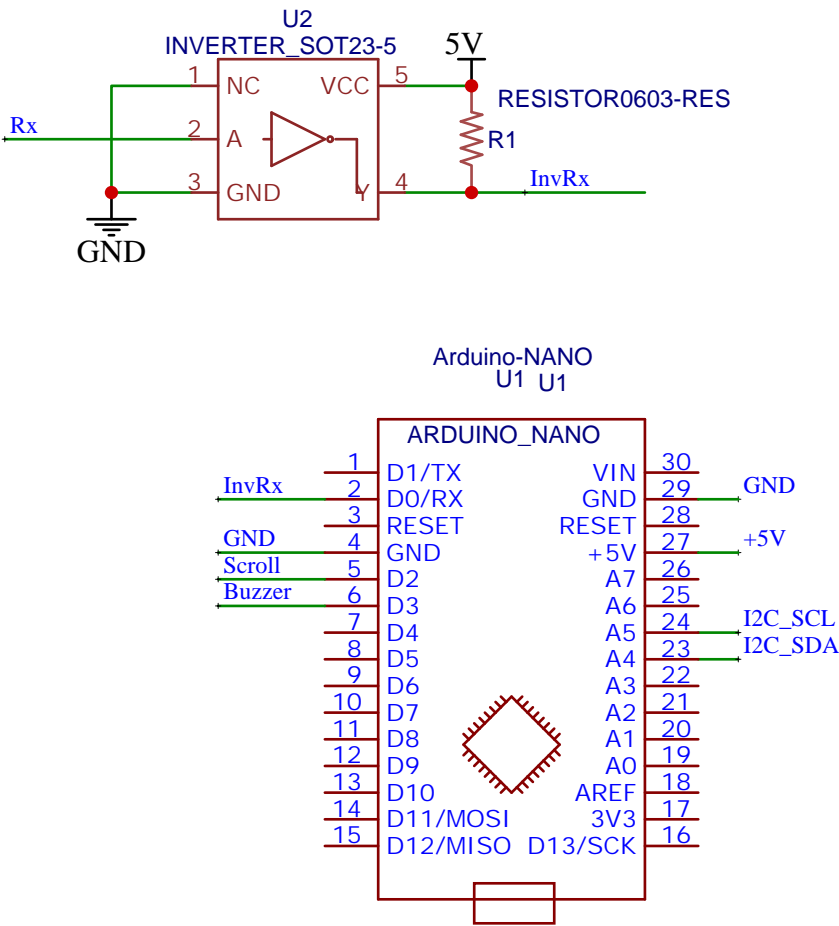 U2
INVERTER_SOT23-5
5V
1 NC VCC 5
RESISTOR0603-RES
Rx 2 A
R1
3 GND Y 4 InvRx
GND
Arduino-NANO
U1 U1
ARDUINO_NANO
1 D1/TX VIN 30
InvRx 2 D0/RX GND 29 GND
3 RESET RESET 28
GND 4 GND +5V 27 +5V
Scroll 5 D2 A7 26
Buzzer 6 D3 A6 25
7 D4 A5 24 I2C_SCL
8 D5 A4 23 I2C_SDA
9 D6 A3 22
10 D7 A2 21
11 D8 A1 20
12 D9 A0 19
13 D10 AREF 18
14 D11/MOSI 3V3 17
15 D12/MISO D13/SCK 16